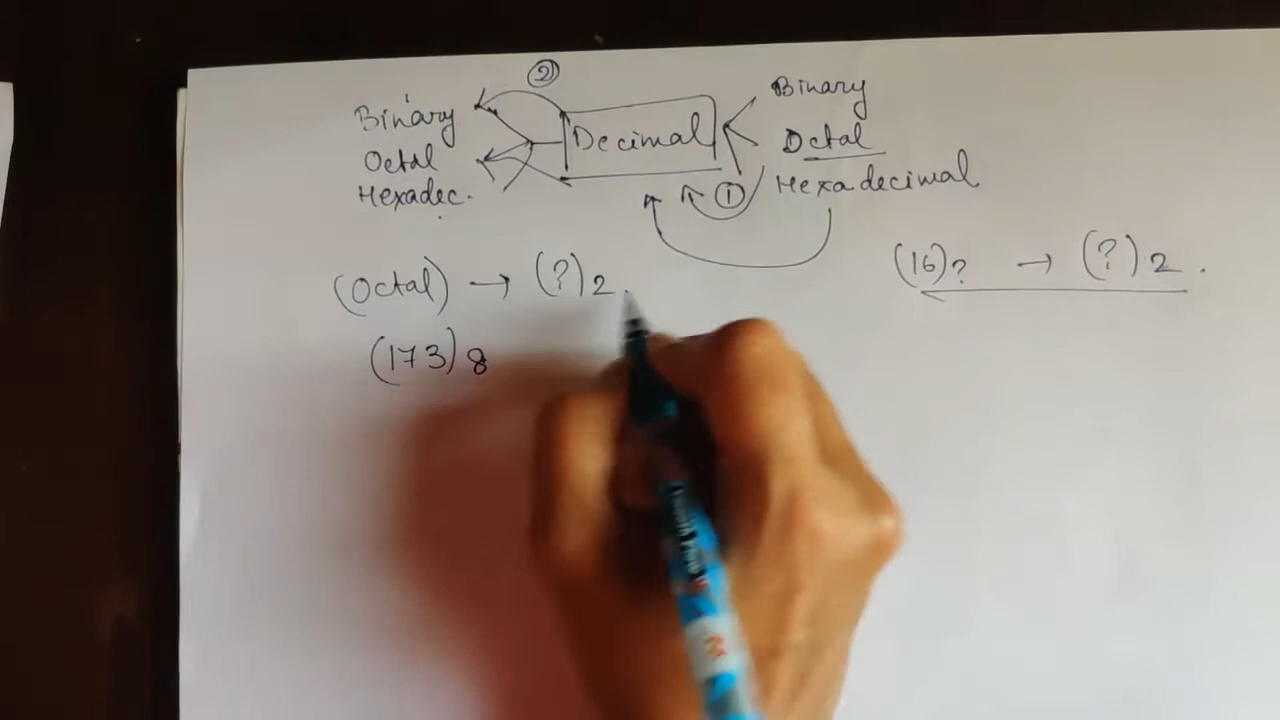 ②
Binary
Octal
Hexadec.
Decimal
Binary
Octal
Hexadecimal
①
(Octal) → (?)2.
(16)? → (?)2.
(173)8